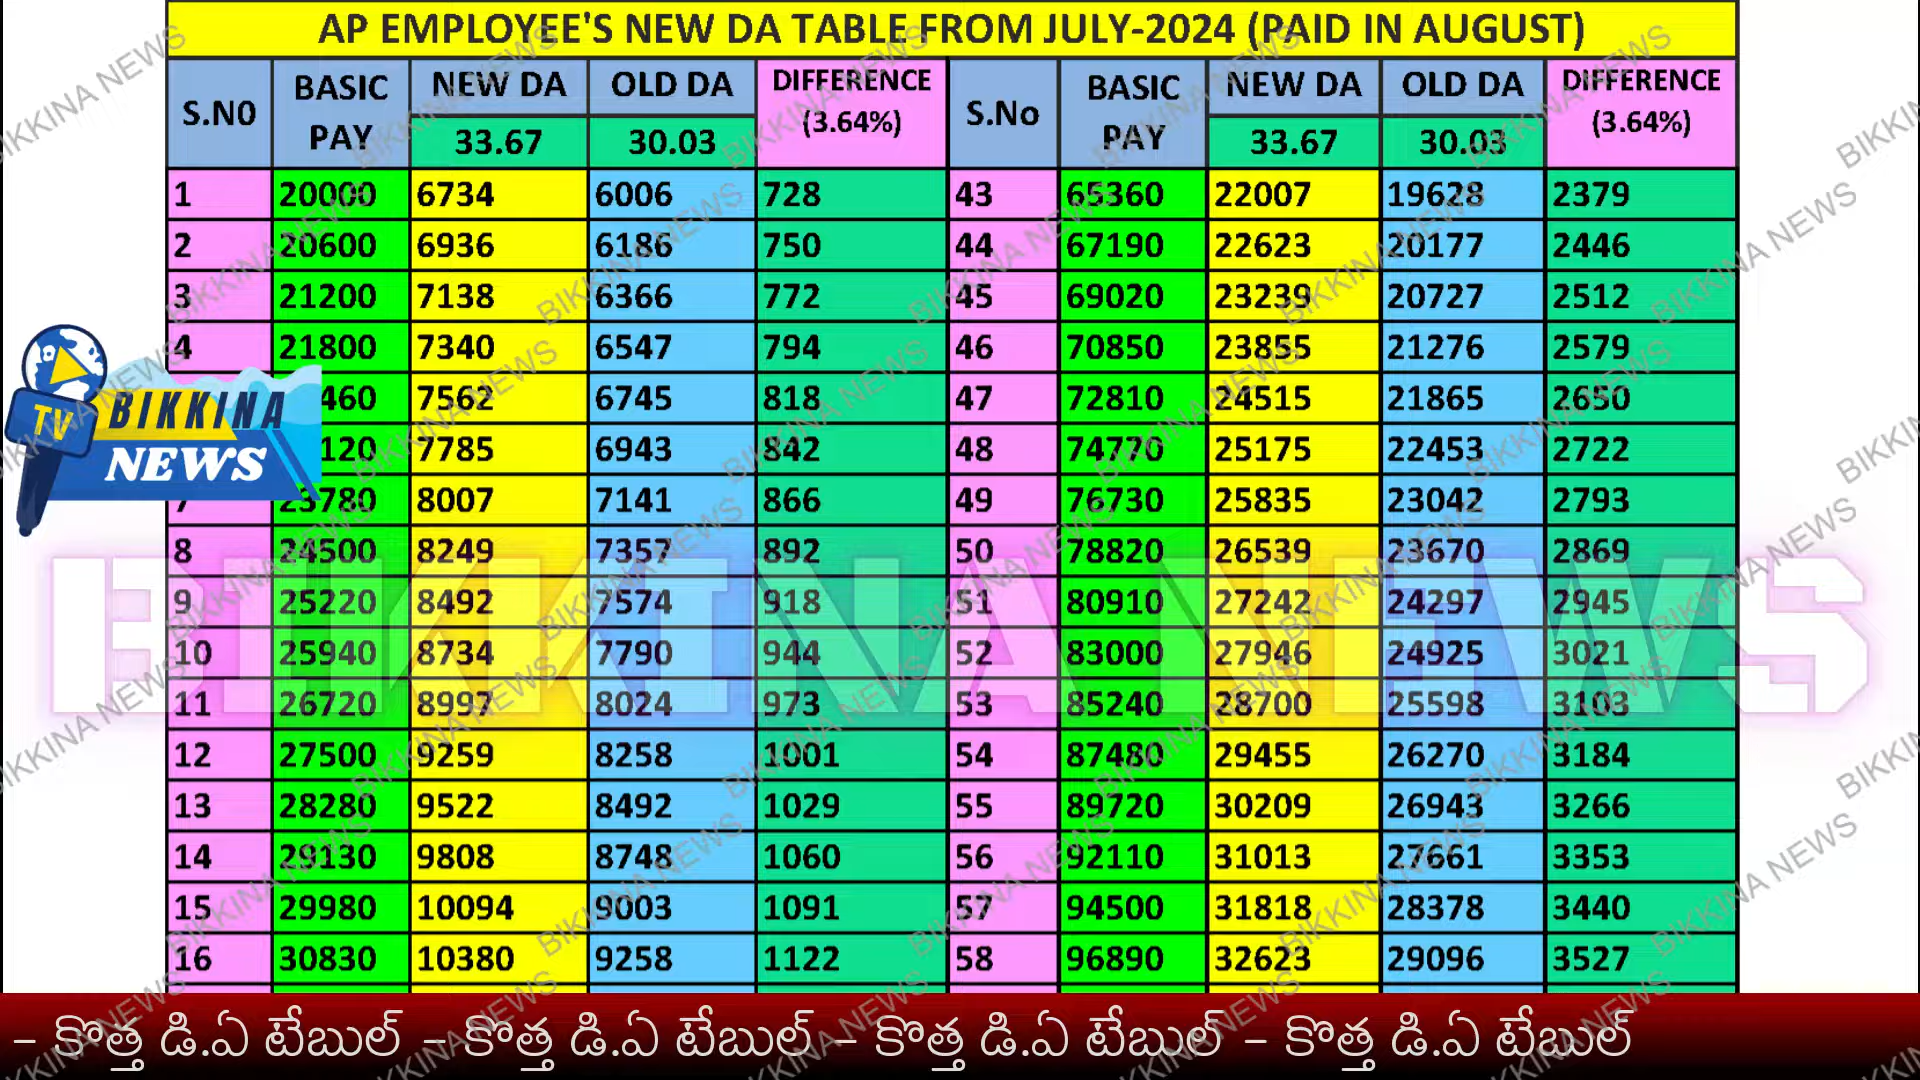 AP EMPLOYEE'S NEW DA TABLE FROM JULY-2024 (PAID IN AUGUST)
S.N0 BASIC PAY NEW DA 33.67 OLD DA 30.03 DIFFERENCE (3.64%) S.No BASIC PAY NEW DA 33.67 OLD DA 30.03 DIFFERENCE (3.64%)
1 20000 6734 6006 728 43 65360 22007 19628 2379
2 20600 6936 6186 750 44 67190 22623 20177 2446
3 21200 7138 6366 772 45 69020 23239 20727 2512
4 21800 7340 6547 794 46 70850 23855 21276 2579
460 7562 6745 818 47 72810 24515 21865 2650
120 7785 6943 842 48 74770 25175 22453 2722
7 23780 8007 7141 866 49 76730 25835 23042 2793
8 24500 8249 7357 892 50 78820 26539 23670 2869
9 25220 8492 7574 918 51 80910 27242 24297 2945
10 25940 8734 7790 944 52 83000 27946 24925 3021
11 26720 8997 8024 973 53 85240 28700 25598 3103
12 27500 9259 8258 1001 54 87480 29455 26270 3184
13 28280 9522 8492 1029 55 89720 30209 26943 3266
14 29130 9808 8748 1060 56 92110 31013 27661 3353
15 29980 10094 9003 1091 57 94500 31818 28378 3440
16 30830 10380 9258 1122 58 96890 32623 29096 3527
TV BIKKINA
NEWS
BIKKINA NEWS
– కొత్త డి.ఏ టేబుల్ – కొత్త డి.ఏ టేబుల్ – కొత్త డి.ఏ టేబుల్ – కొత్త డి.ఏ టేబుల్